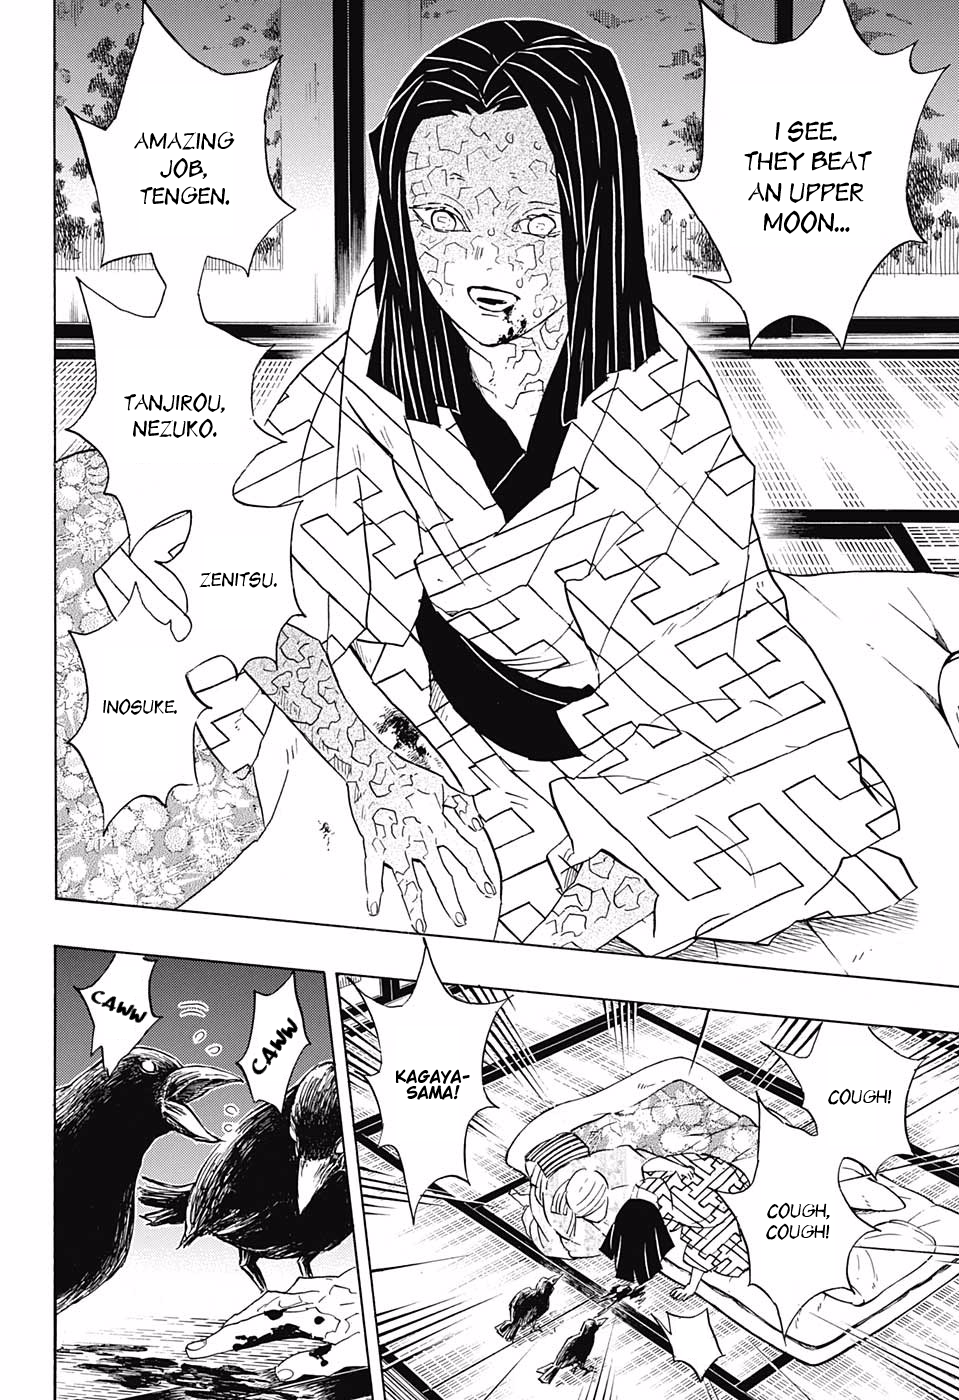 I SEE.
THEY BEAT
AN UPPER
MOON...
AMAZING
JOB,
TENGEN.
TANJIROU,
NEZUKO.
ZENITSU.
INOSUKE.
COUGH!
KAGAYA-
SAMA!
COUGH,
COUGH!
CAWW
CAWW